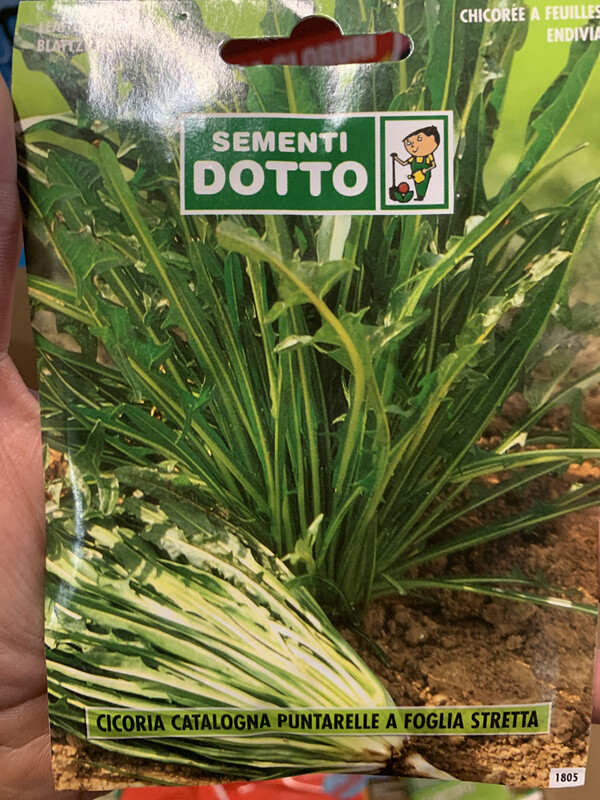 CHICORÉE A FEUILLES
ENDIVIA
SEMENTI
DOTTO
CICORIA CATALOGNA PUNTARELLE A FOGLIA STRETTA
1805